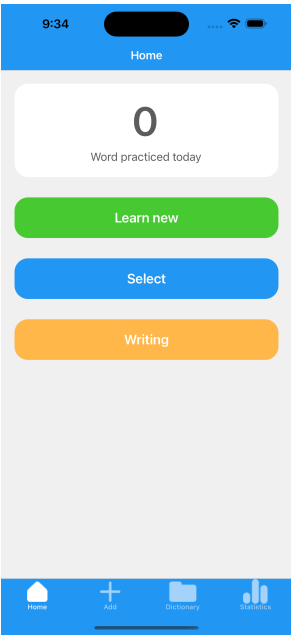 9:34
Home
0
Word practiced today
Learn new
Select
Writing
Home Add Dictionary Statistics